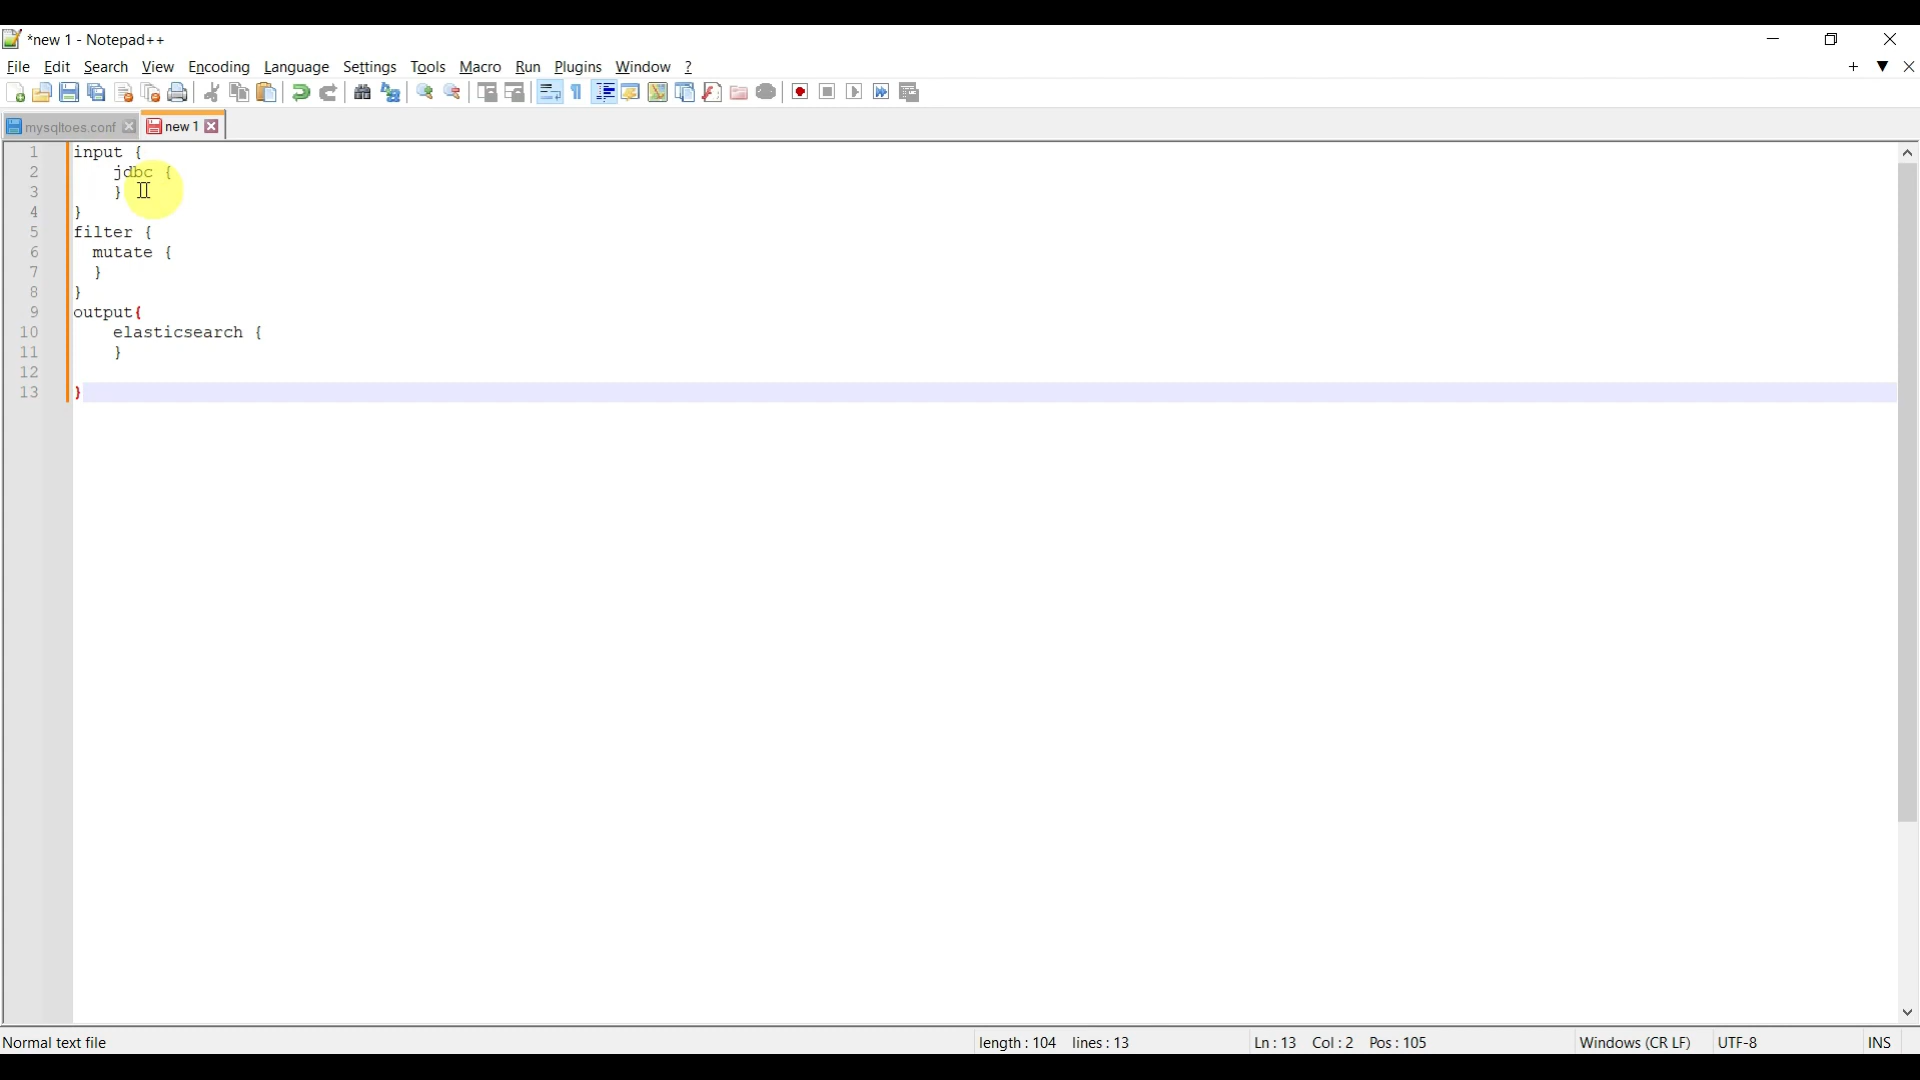 *new 1 - Notepad++
File Edit Search View Encoding Language Settings Tools Macro Run Plugins Window ?
mysqltoes.conf new 1
1 input {
2 jdbc {
3 }
4 }
5 filter {
6 mutate {
7 }
8 }
9 output{
10 elasticsearch {
11 }
12
13 }
Normal text file length : 104 lines : 13 Ln : 13 Col : 2 Pos : 105 Windows (CR LF) UTF-8 INS